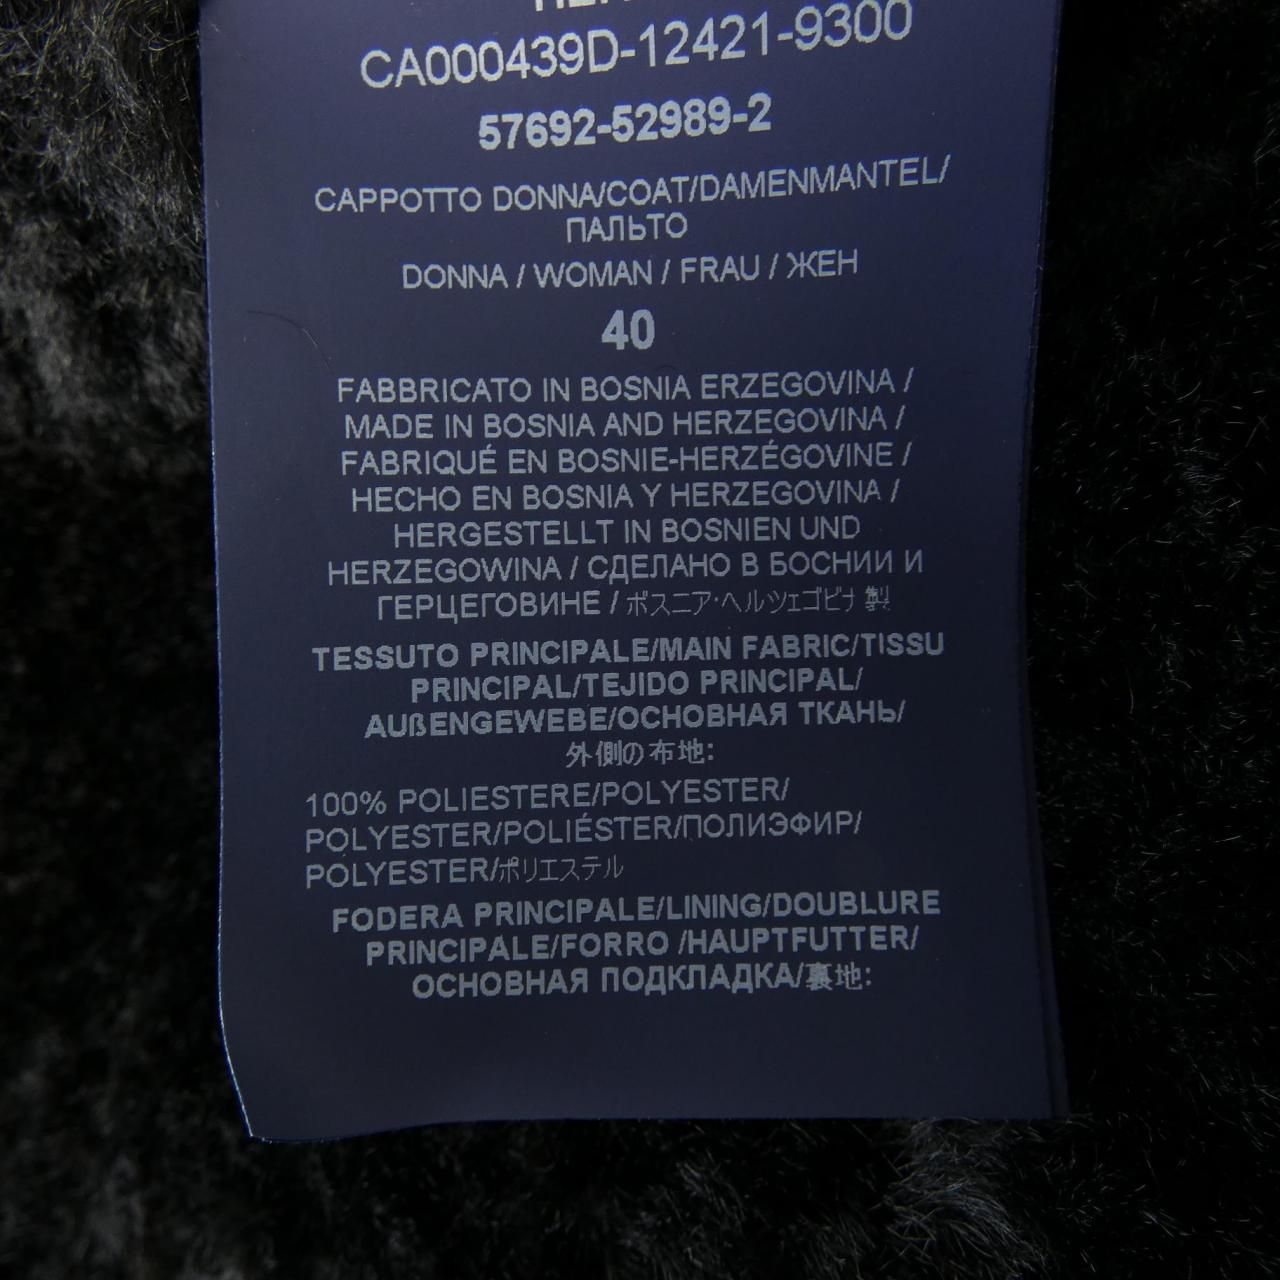 CA000439D-12421-9300
57692-52989-2
CAPPOTTO DONNA/COAT/DAMENMANTEL/
ПАЛЬТО
DONNA / WOMAN / FRAU / ЖЕН
40
FABBRICATO IN BOSNIA ERZEGOVINA /
MADE IN BOSNIA AND HERZEGOVINA /
FABRIQUÉ EN BOSNIE-HERZÉGOVINE /
HECHO EN BOSNIA Y HERZEGOVINA /
HERGESTELLT IN BOSNIEN UND
HERZEGOWINA / СДЕЛАНО В БОСНИИ И
ГЕРЦЕГОВИНЕ / ボスニア・ヘルツェゴビナ 製
TESSUTO PRINCIPALE/MAIN FABRIC/TISSU
PRINCIPAL/TEJIDO PRINCIPAL/
AUßENGEWEBE/ОСНОВНАЯ ТКАНЬ/
外側の布地:
100% POLIESTERE/POLYESTER/
POLYESTER/POLIÉSTER/ПОЛИЭФИР/
POLYESTER/ポリエステル
FODERA PRINCIPALE/LINING/DOUBLURE
PRINCIPALE/FORRO /HAUPTFUTTER/
ОСНОВНАЯ ПОДКЛАДКА/裏地: